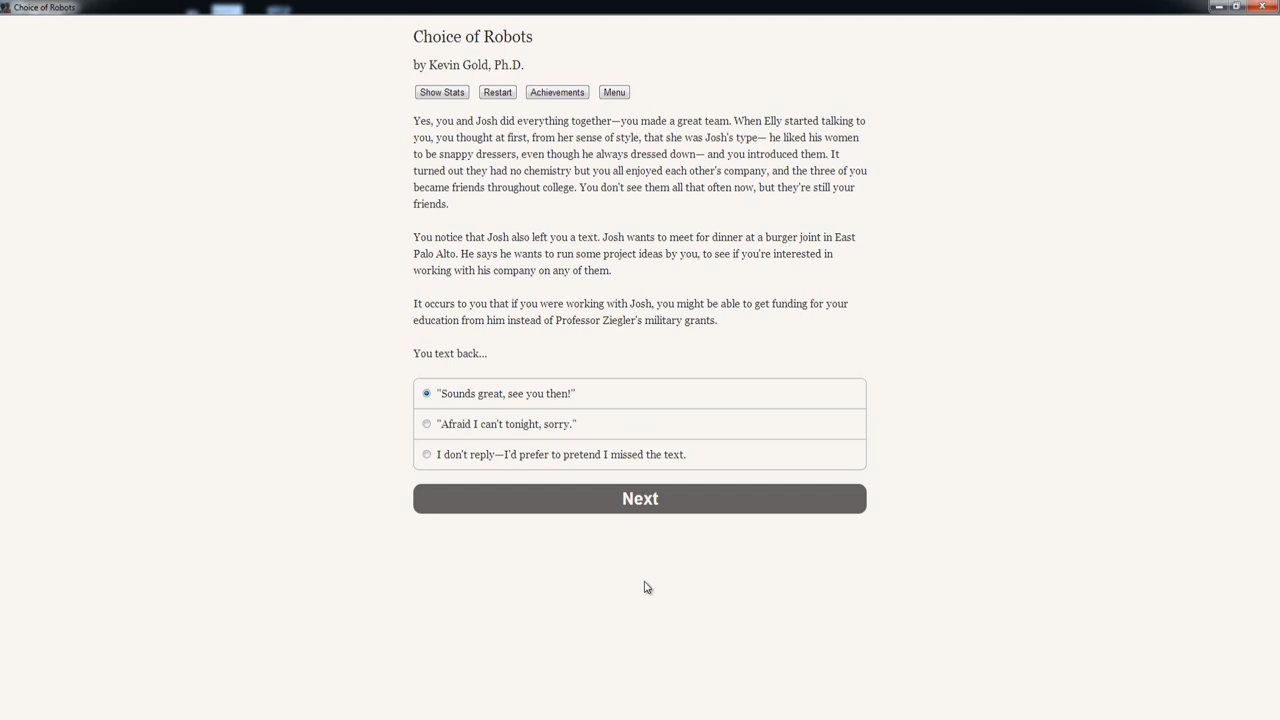 Choice of Robots
Choice of Robots
by Kevin Gold, Ph.D.
Show Stats Restart Achievements Menu
Yes, you and Josh did everything together—you made a great team. When Elly started talking to
you, you thought at first, from her sense of style, that she was Josh's type— he liked his women
to be snappy dressers, even though he always dressed down— and you introduced them. It
turned out they had no chemistry but you all enjoyed each other's company, and the three of you
became friends throughout college. You don't see them all that often now, but they're still your
friends.
You notice that Josh also left you a text. Josh wants to meet for dinner at a burger joint in East
Palo Alto. He says he wants to run some project ideas by you, to see if you're interested in
working with his company on any of them.
It occurs to you that if you were working with Josh, you might be able to get funding for your
education from him instead of Professor Ziegler's military grants.
You text back...
"Sounds great, see you then!"
"Afraid I can't tonight, sorry."
I don't reply—I'd prefer to pretend I missed the text.
Next